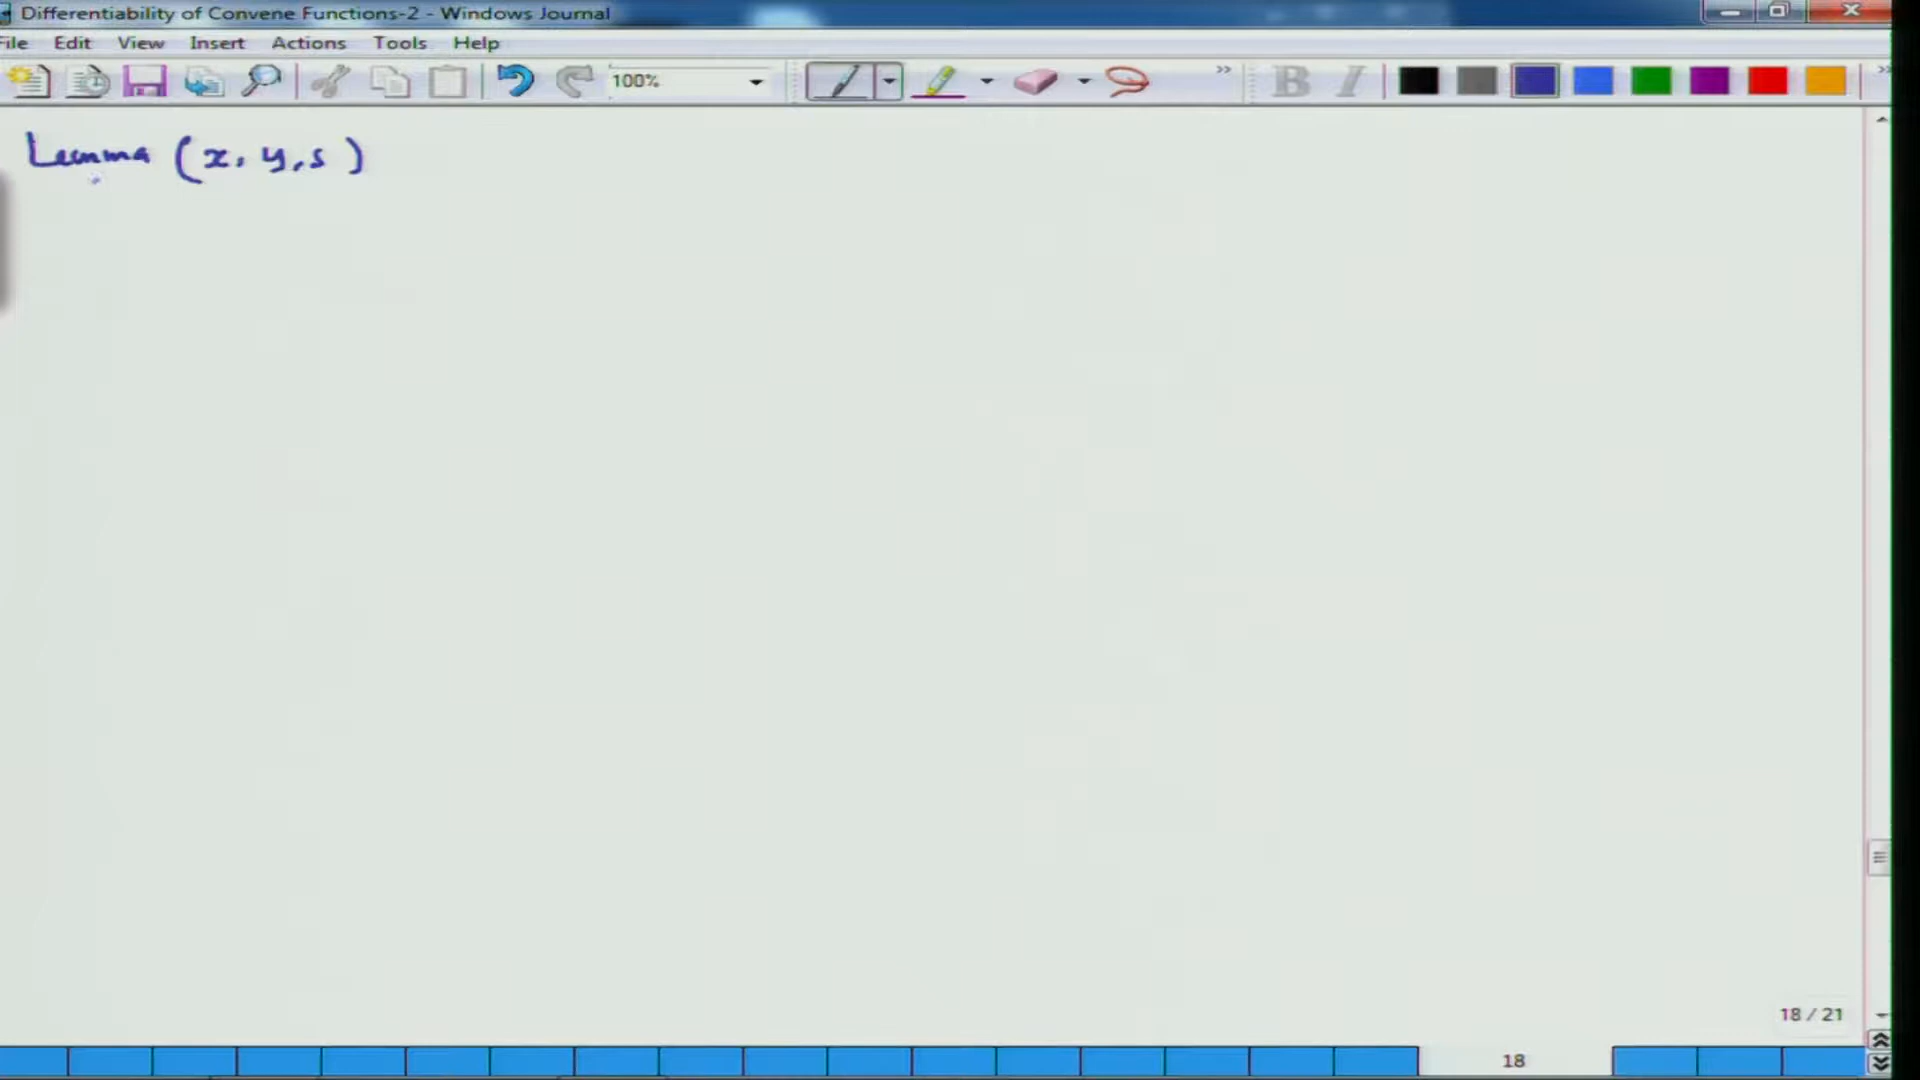 Differentiability of Convene Functions-2 - Windows Journal
File Edit View Insert Actions Tools Help
100%
B I
Lemma (x, y, s)
18 / 21
18